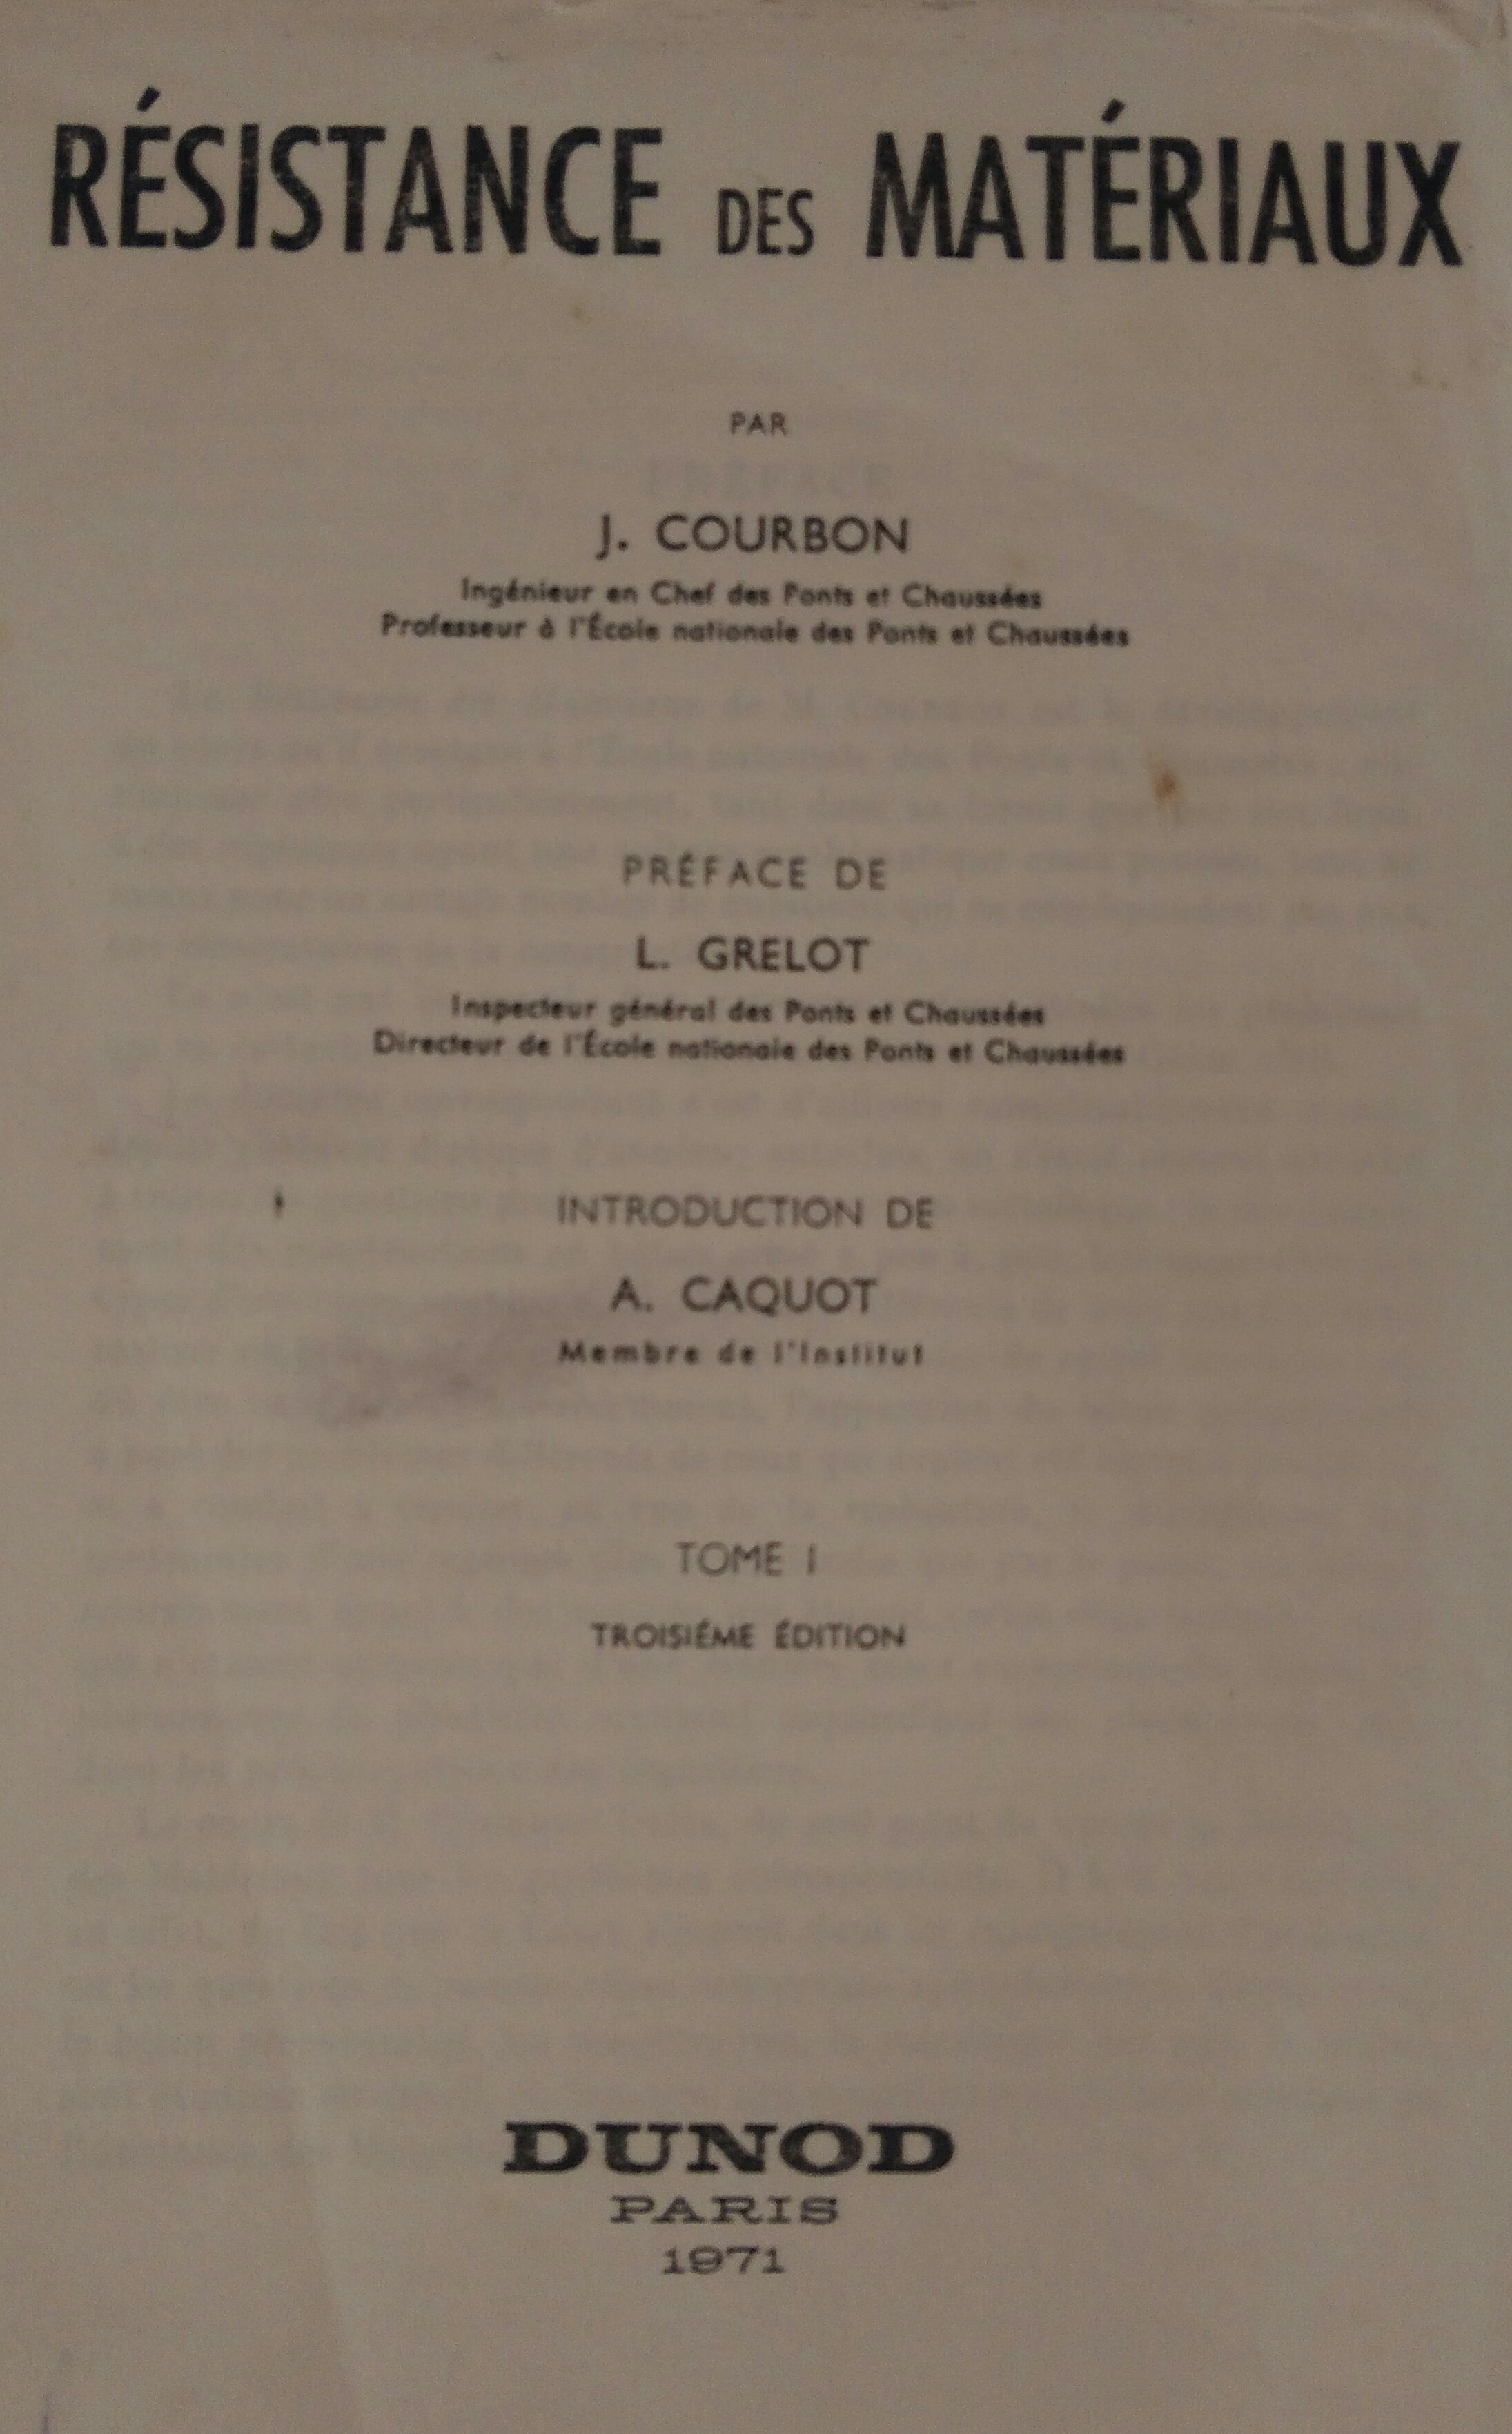 RÉSISTANCE DES MATÉRIAUX
PAR
J. COURBON
Ingénieur en Chef des Ponts et Chaussées
Professeur à l'École nationale des Ponts et Chaussées
PRÉFACE DE
L. GRELOT
Inspecteur général des Ponts et Chaussées
Directeur de l'École nationale des Ponts et Chaussées
INTRODUCTION DE
A. CAQUOT
Membre de l'Institut
TOME I
TROISIÉME ÉDITION
DUNOD
PARIS
1971